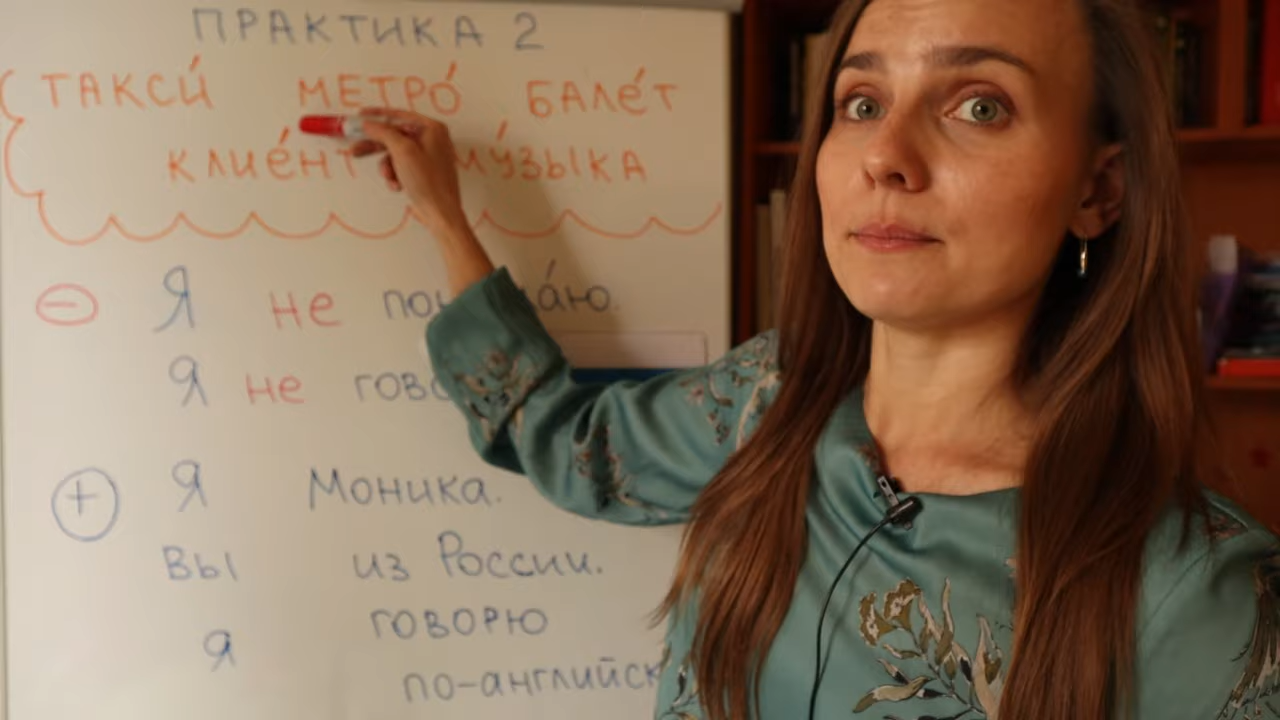 ПРАКТИКА 2
ТАКСИ́ МЕТРО́ БАЛЕ́Т
КЛИЕ́НТ МУ́ЗЫКА
− Я не
Я не
+ Я Моника.
Вы из России.
я говорю
по-английск